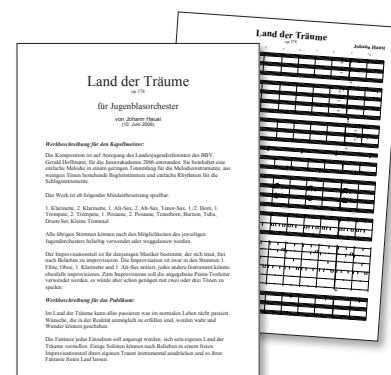 Land der Träume
op 178
für Jugenblasorchester
von Johann Hausl
(10. Juni 2006)
Werkbeschreibung für den Kapellmeister:
Die Komposition ist auf Anregung des Landesjugendreferenten des BBV,
Gerald Hoffmann, für die Juniorakademie 2006 entstanden. Sie beinhaltet eine
einfache Melodie in einem geringen Tonumfang für die Melodieinstrumente, aus
wenigen Tönen bestehende Begleitstimmen und einfache Rhythmen für die
Schlaginstrumente.
Das Werk ist ab folgender Mindestbesetzung spielbar:
1. Klarinette, 2. Klarinette, 1. Alt-Sax, 2. Alt-Sax, Tenor-Sax, 1./2. Horn, 1.
Trompete, 2. Trompete, 1. Posaune, 2. Posaune, Tenorhorn, Bariton, Tuba,
Drum-Set, Kleine Trommel
Alle übrigen Stimmen können nach den Möglichkeiten des jeweiligen
Jugendorchesters beliebig verwendet oder weggelassen werden.
Der Improvisationsteil ist für denjenigen Musiker bestimmt, der sich traut, frei
nach Belieben zu improvisieren. Die Improvisation ist zwar in den Stimmen 1.
Flöte, Oboe, 1. Klarinette und 1. Alt-Sax notiert, jedes andere Instrument könnte
ebenfalls improvisieren. Zum Improvisieren soll die angegebene Penta-Tonleiter
verwendet werden, es würde aber schon genügen mit zwei oder drei Tönen zu
spielen.
Werkbeschreibung für das Publikum:
Im Land der Träume kann alles passieren was im normalen Leben nicht passiert.
Wünsche, die in der Realität unmöglich zu erfüllen sind, werden wahr und
Wunder können geschehen.
Die Fantasie jedes Einzelnen soll angeregt werden, sich sein eigenes Land der
Träume vorstellen. Einige Solisten können nach Belieben in einem freien
Improvisationsteil ihren eigenen Traum instrumental ausdrücken und so ihrer
Fantasie freien Lauf lassen.
Land der Träume
op 178
Johann Hausl